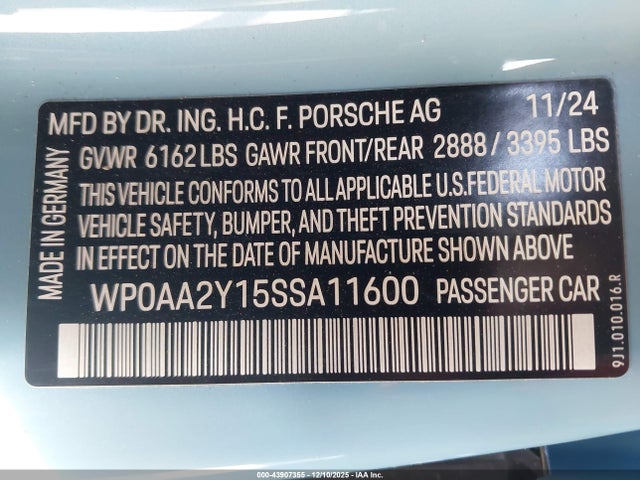 MFD BY DR. ING. H.C. F. PORSCHE AG 11/24
GVWR 6162 LBS GAWR FRONT/REAR 2888 / 3395 LBS
THIS VEHICLE CONFORMS TO ALL APPLICABLE U.S. FEDERAL MOTOR
VEHICLE SAFETY, BUMPER, AND THEFT PREVENTION STANDARDS
IN EFFECT ON THE DATE OF MANUFACTURE SHOWN ABOVE
WP0AA2Y15SSA11600 PASSENGER CAR
MADE IN GERMANY
9J1.010.016.R
000-43907355 - 12/10/2025 - IAAI, Inc.